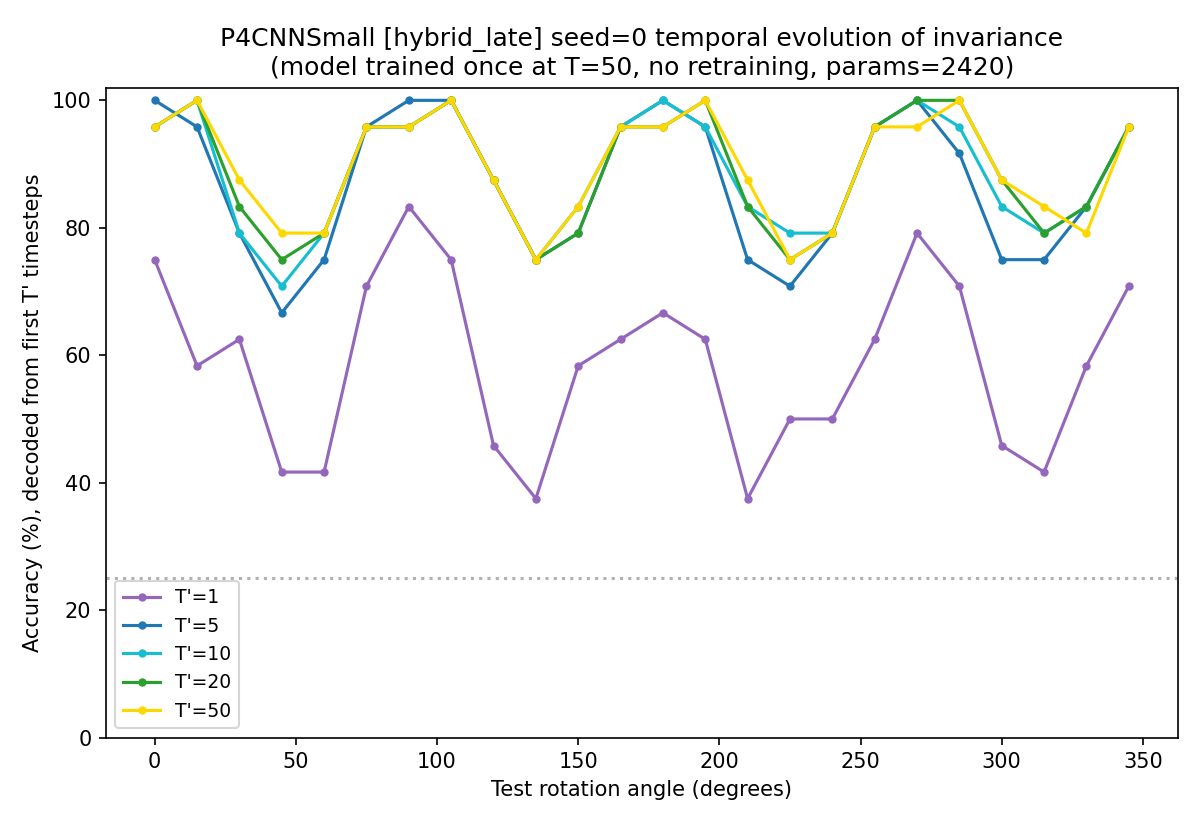 P4CNNSmall [hybrid_late] seed=0 temporal evolution of invariance
(model trained once at T=50, no retraining, params=2420)
Accuracy (%), decoded from first T' timesteps
100
80
60
40
20
0
T'=1
T'=5
T'=10
T'=20
T'=50
0 50 100 150 200 250 300 350
Test rotation angle (degrees)